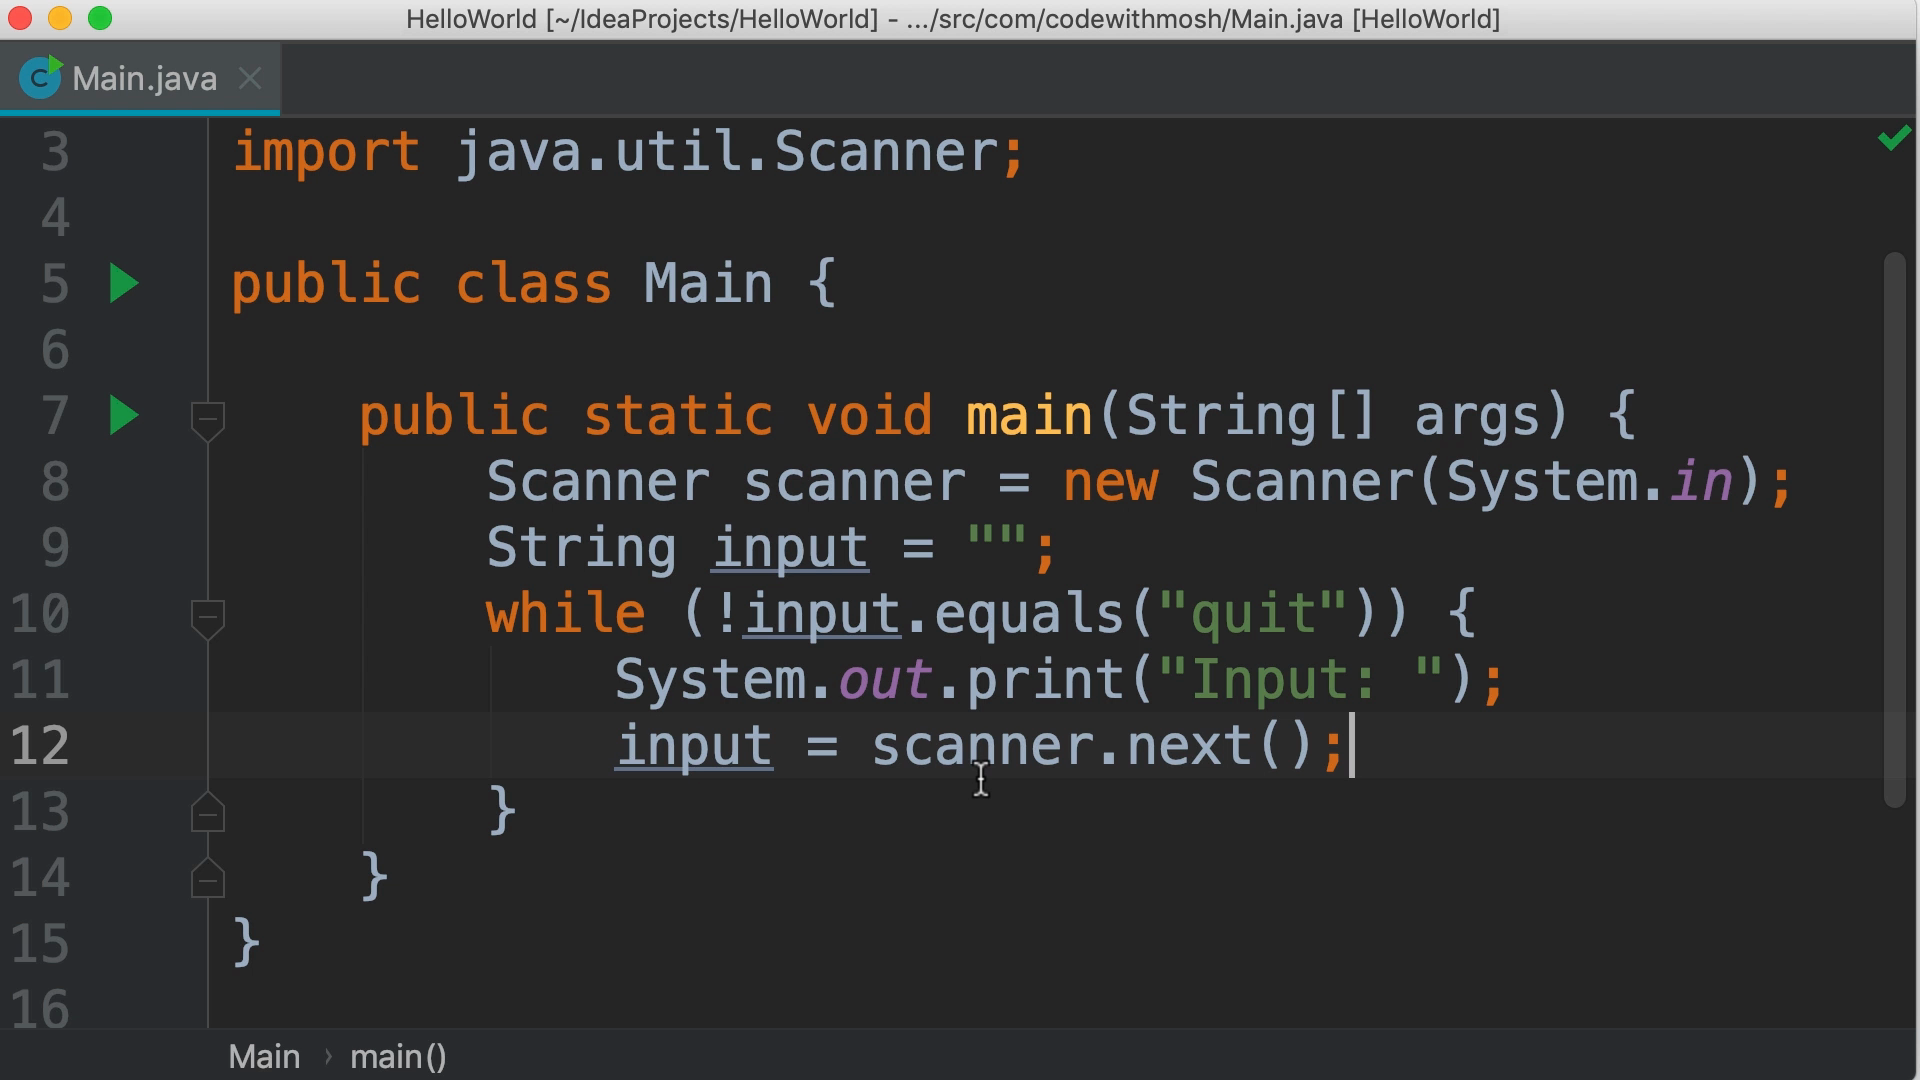 HelloWorld [~/IdeaProjects/HelloWorld] - .../src/com/codewithmosh/Main.java [HelloWorld]
C Main.java
3 import java.util.Scanner;
4
5 public class Main {
6
7 public static void main(String[] args) {
8 Scanner scanner = new Scanner(System.in);
9 String input = "";
10 while (!input.equals("quit")) {
11 System.out.print("Input: ");
12 input = scanner.next();
13 }
14 }
15 }
16
Main › main()